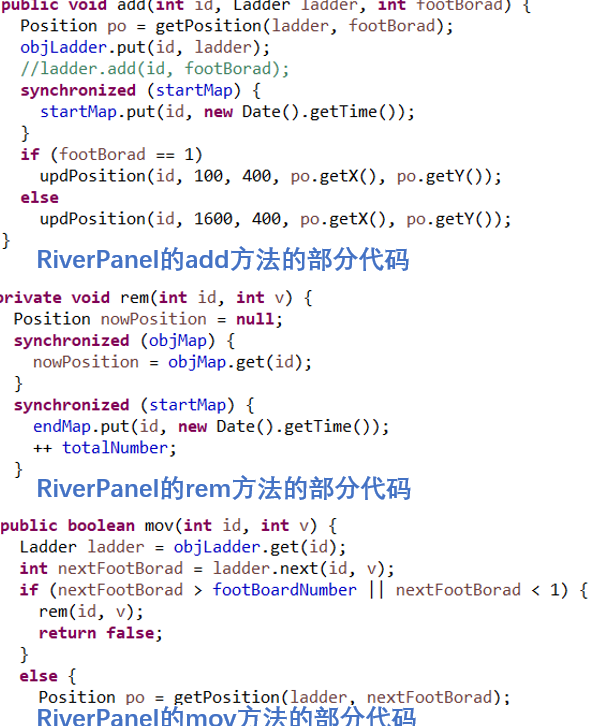 public void add(int id, Ladder ladder, int footBorad) {
Position po = getPosition(ladder, footBorad);
objLadder.put(id, ladder);
//ladder.add(id, footBorad);
synchronized (startMap) {
startMap.put(id, new Date().getTime());
}
if (footBorad == 1)
updPosition(id, 100, 400, po.getX(), po.getY());
else
updPosition(id, 1600, 400, po.getX(), po.getY());
}
RiverPanel的add方法的部分代码
private void rem(int id, int v) {
Position nowPosition = null;
synchronized (objMap) {
nowPosition = objMap.get(id);
}
synchronized (startMap) {
endMap.put(id, new Date().getTime());
++ totalNumber;
}
RiverPanel的rem方法的部分代码
public boolean mov(int id, int v) {
Ladder ladder = objLadder.get(id);
int nextFootBorad = ladder.next(id, v);
if (nextFootBorad > footBoardNumber || nextFootBorad < 1) {
rem(id, v);
return false;
}
else {
Position po = getPosition(ladder, nextFootBorad);
RiverPanel的mov方法的部分代码